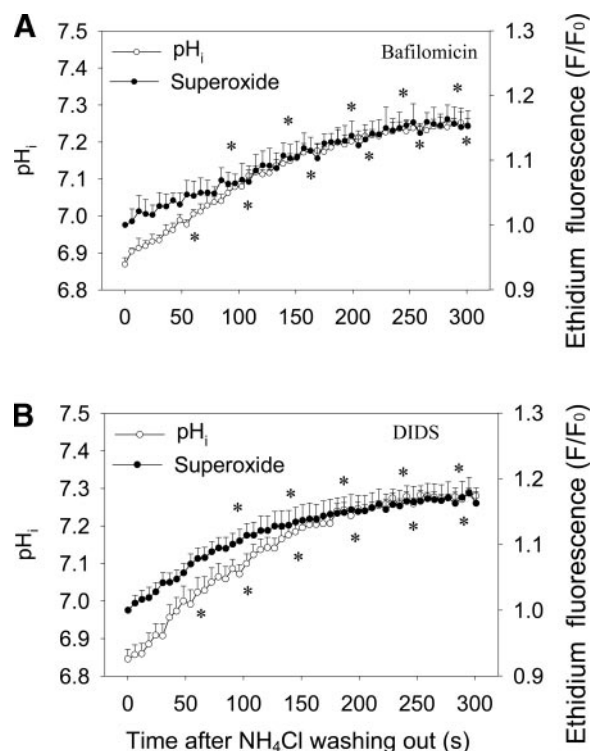 A
pHi
Superoxide
Bafilomicin
7.5
7.4
7.3
7.2
7.1
7.0
6.9
6.8
pHi
1.3
1.2
1.1
1.0
0.9
Ethidium fluorescence (F/F0)
* * * * *
* * * * * *
0 50 100 150 200 250 300
B
pHi
Superoxide
DIDS
7.5
7.4
7.3
7.2
7.1
7.0
6.9
6.8
pHi
1.3
1.2
1.1
1.0
0.9
Ethidium fluorescence (F/F0)
* * * * *
* * * * * *
0 50 100 150 200 250 300
Time after NH4Cl washing out (s)